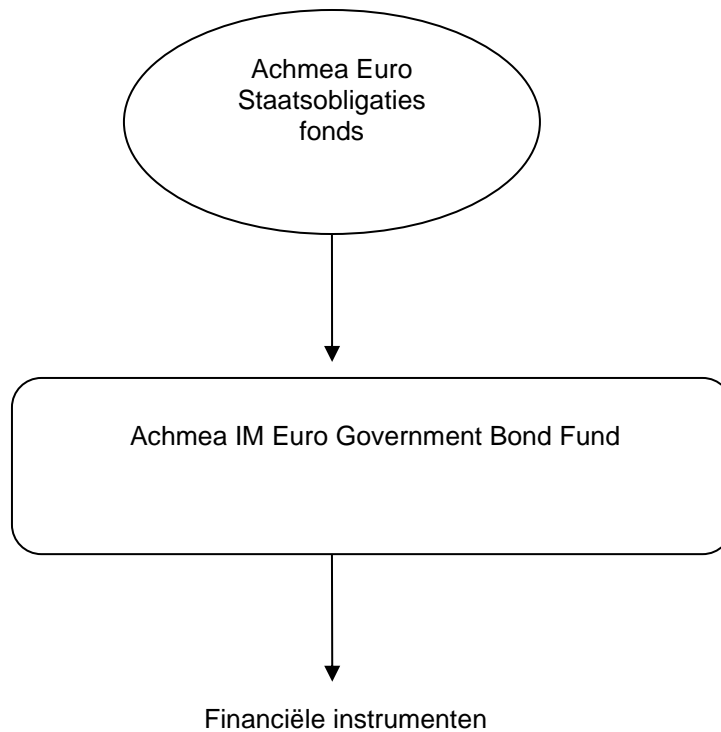 Achmea Euro
Staatsobligaties
fonds
Achmea IM Euro Government Bond Fund
Financiële instrumenten